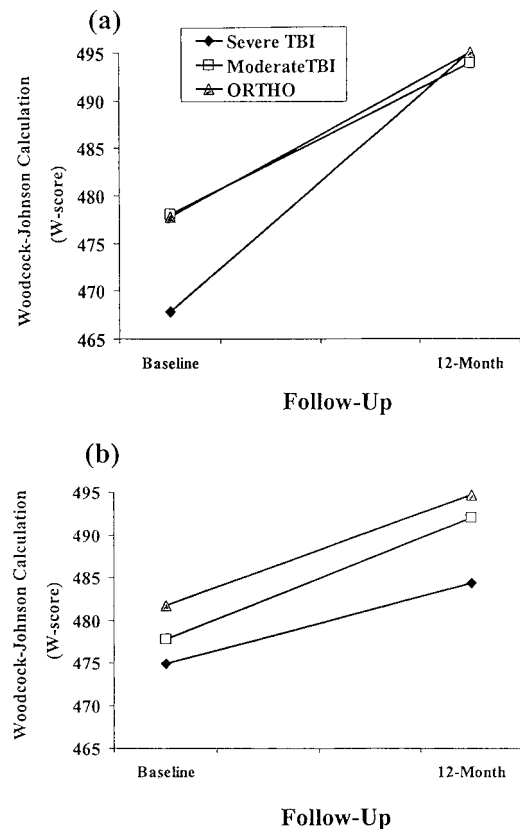 (a)
Severe TBI
ModerateTBI
ORTHO
Woodcock-Johnson Calculation
(W-score)
495
490
485
480
475
470
465
Baseline
12-Month
Follow-Up
(b)
Woodcock-Johnson Calculation
(W-score)
495
490
485
480
475
470
465
Baseline
12-Month
Follow-Up